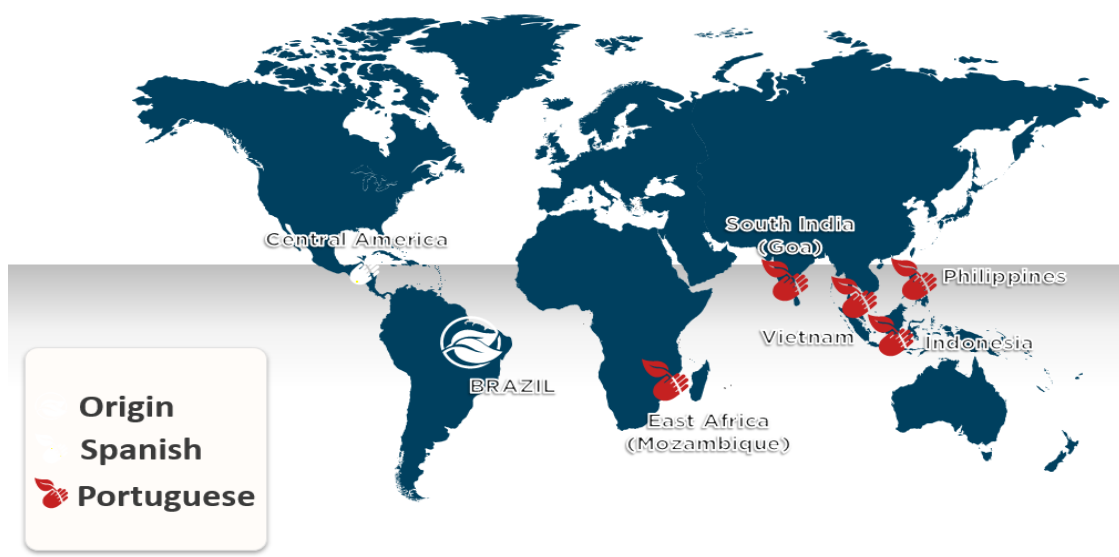 South India
(Goa)
Central America
Philippines
Vietnam
Indonesia
BRAZIL
East Africa
(Mozambique)
Origin
Spanish
Portuguese